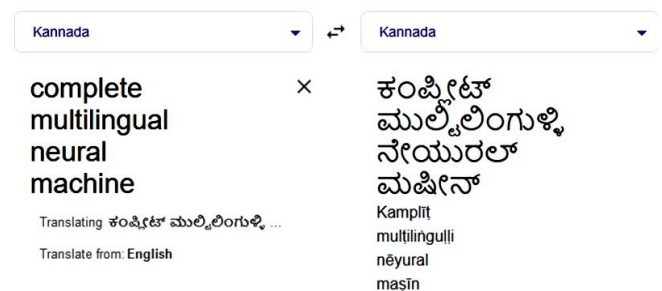 Kannada
Kannada
complete
multilingual
neural
machine
Translating ಕಂಪ್ಲೀಟ್ ಮುಲ್ಟಿಲಿಂಗುಳ್ಳಿ ...
Translate from: English
ಕಂಪ್ಲೀಟ್
ಮುಲ್ಟಿಲಿಂಗುಳ್ಳಿ
ನೇಯುರಲ್
ಮಷೀನ್
Kamplīṭ
mulṭiliṅguḷḷi
nēyural
maṣīn